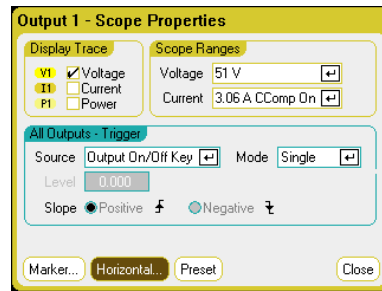 Output 1 - Scope Properties
Display Trace
V1 Voltage
I1 Current
P1 Power
Scope Ranges
Voltage 51 V
Current 3.06 A CComp On
All Outputs - Trigger
Source Output On/Off Key Mode Single
Level 0.000
Slope Positive Negative
Marker... Horizontal... Preset Close